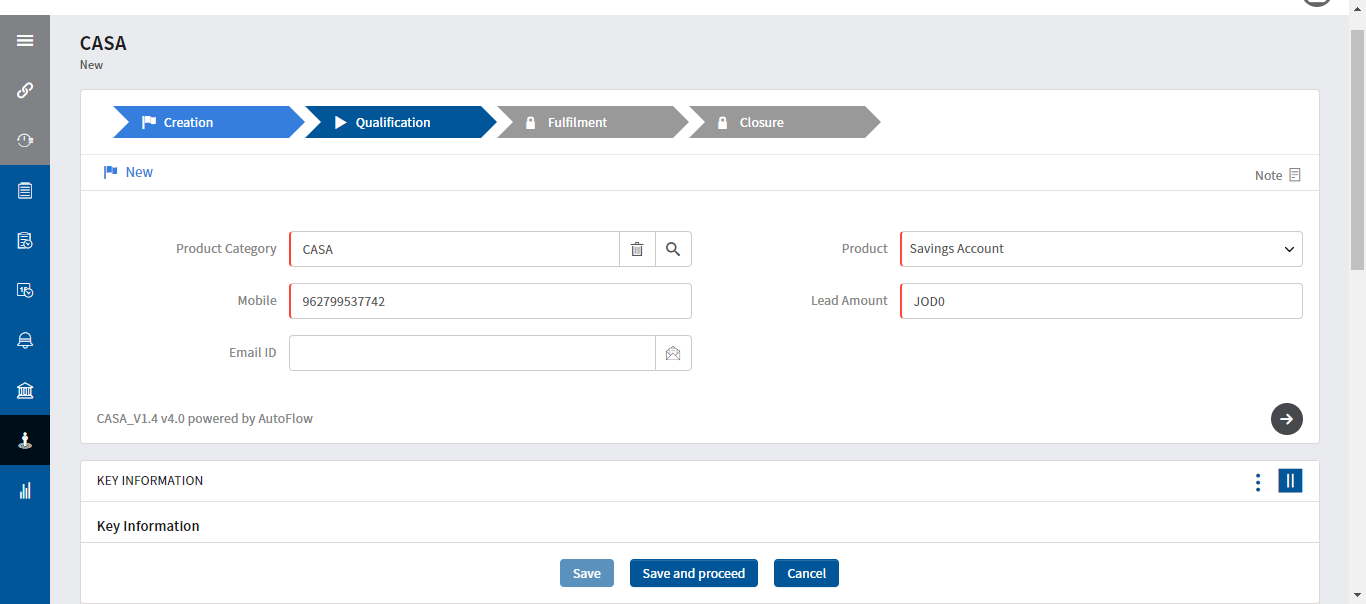 CASA
New
Creation
Qualification
Fulfilment
Closure
New
Note
Product Category
CASA
Product
Savings Account
Mobile
962799537742
Lead Amount
JOD0
Email ID
CASA_V1.4 v4.0 powered by AutoFlow
KEY INFORMATION
Key Information
Save
Save and proceed
Cancel